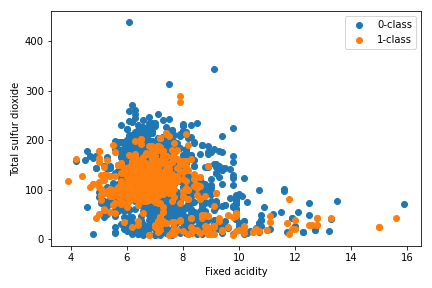 0-class
1-class
400
300
200
100
0
Total sulfur dioxide
4 6 8 10 12 14 16
Fixed acidity